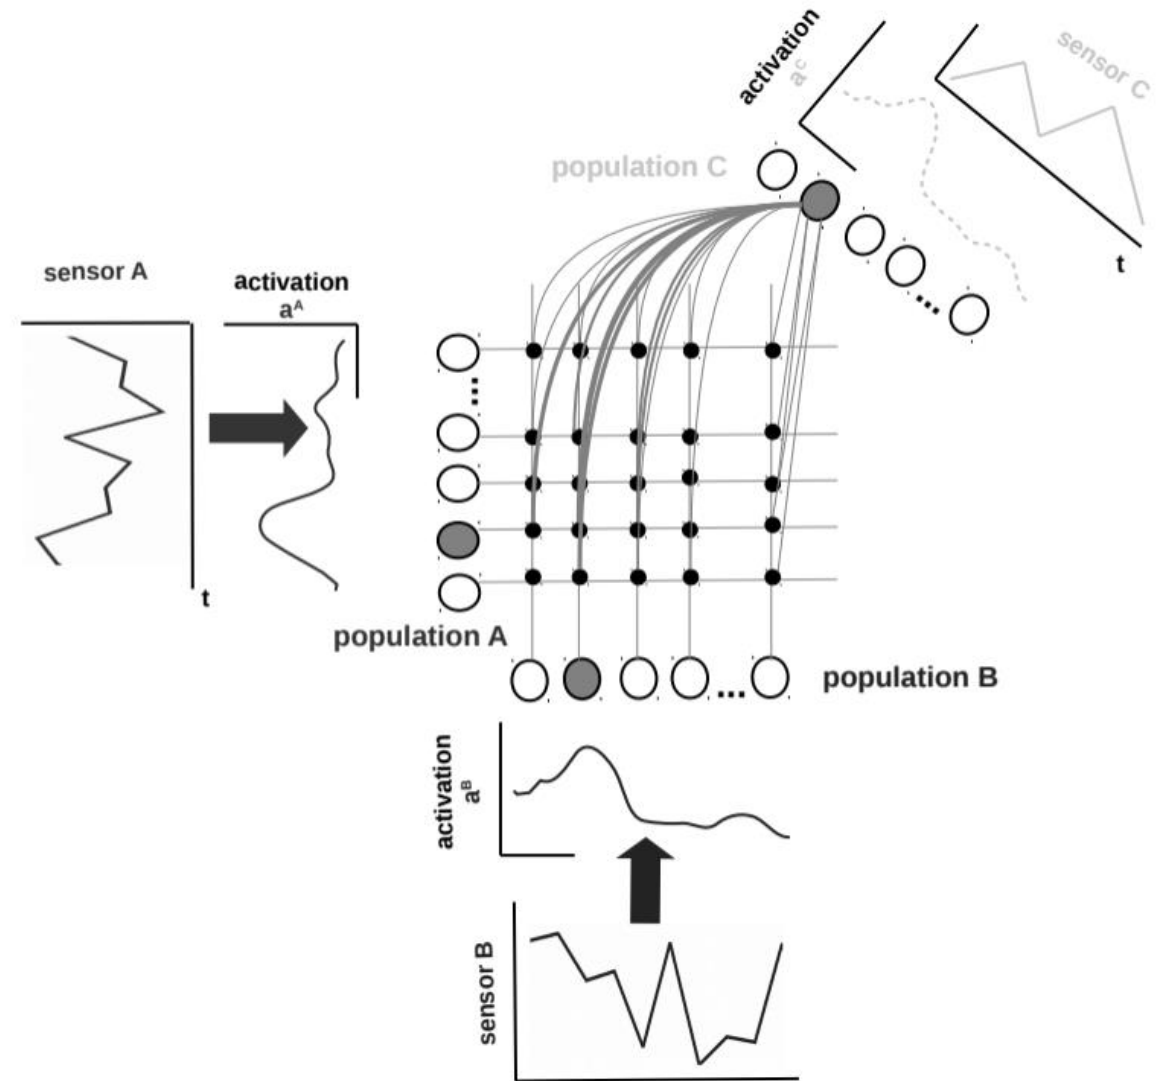 activation
a^C
sensor C
population C
t
sensor A
activation
a^A
...
t
population A
...
population B
...
activation
a^B
sensor B